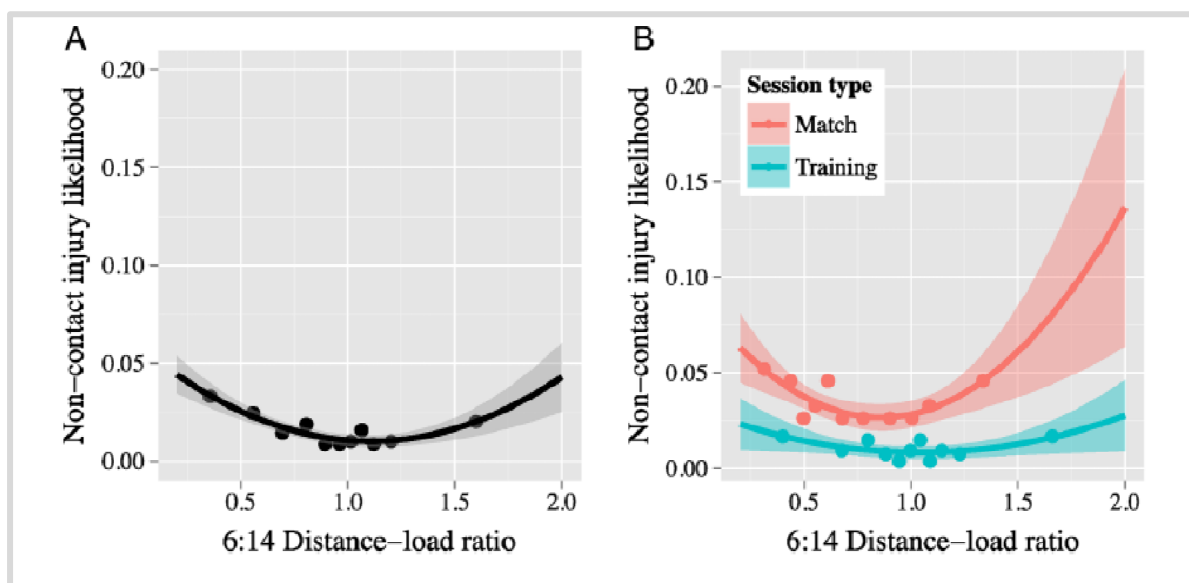 A
Non-contact injury likelihood
0.20
0.15
0.10
0.05
0.00
0.5 1.0 1.5 2.0
6:14 Distance-load ratio
B
Non-contact injury likelihood
0.20
0.15
0.10
0.05
0.00
Session type
Match
Training
0.5 1.0 1.5 2.0
6:14 Distance-load ratio